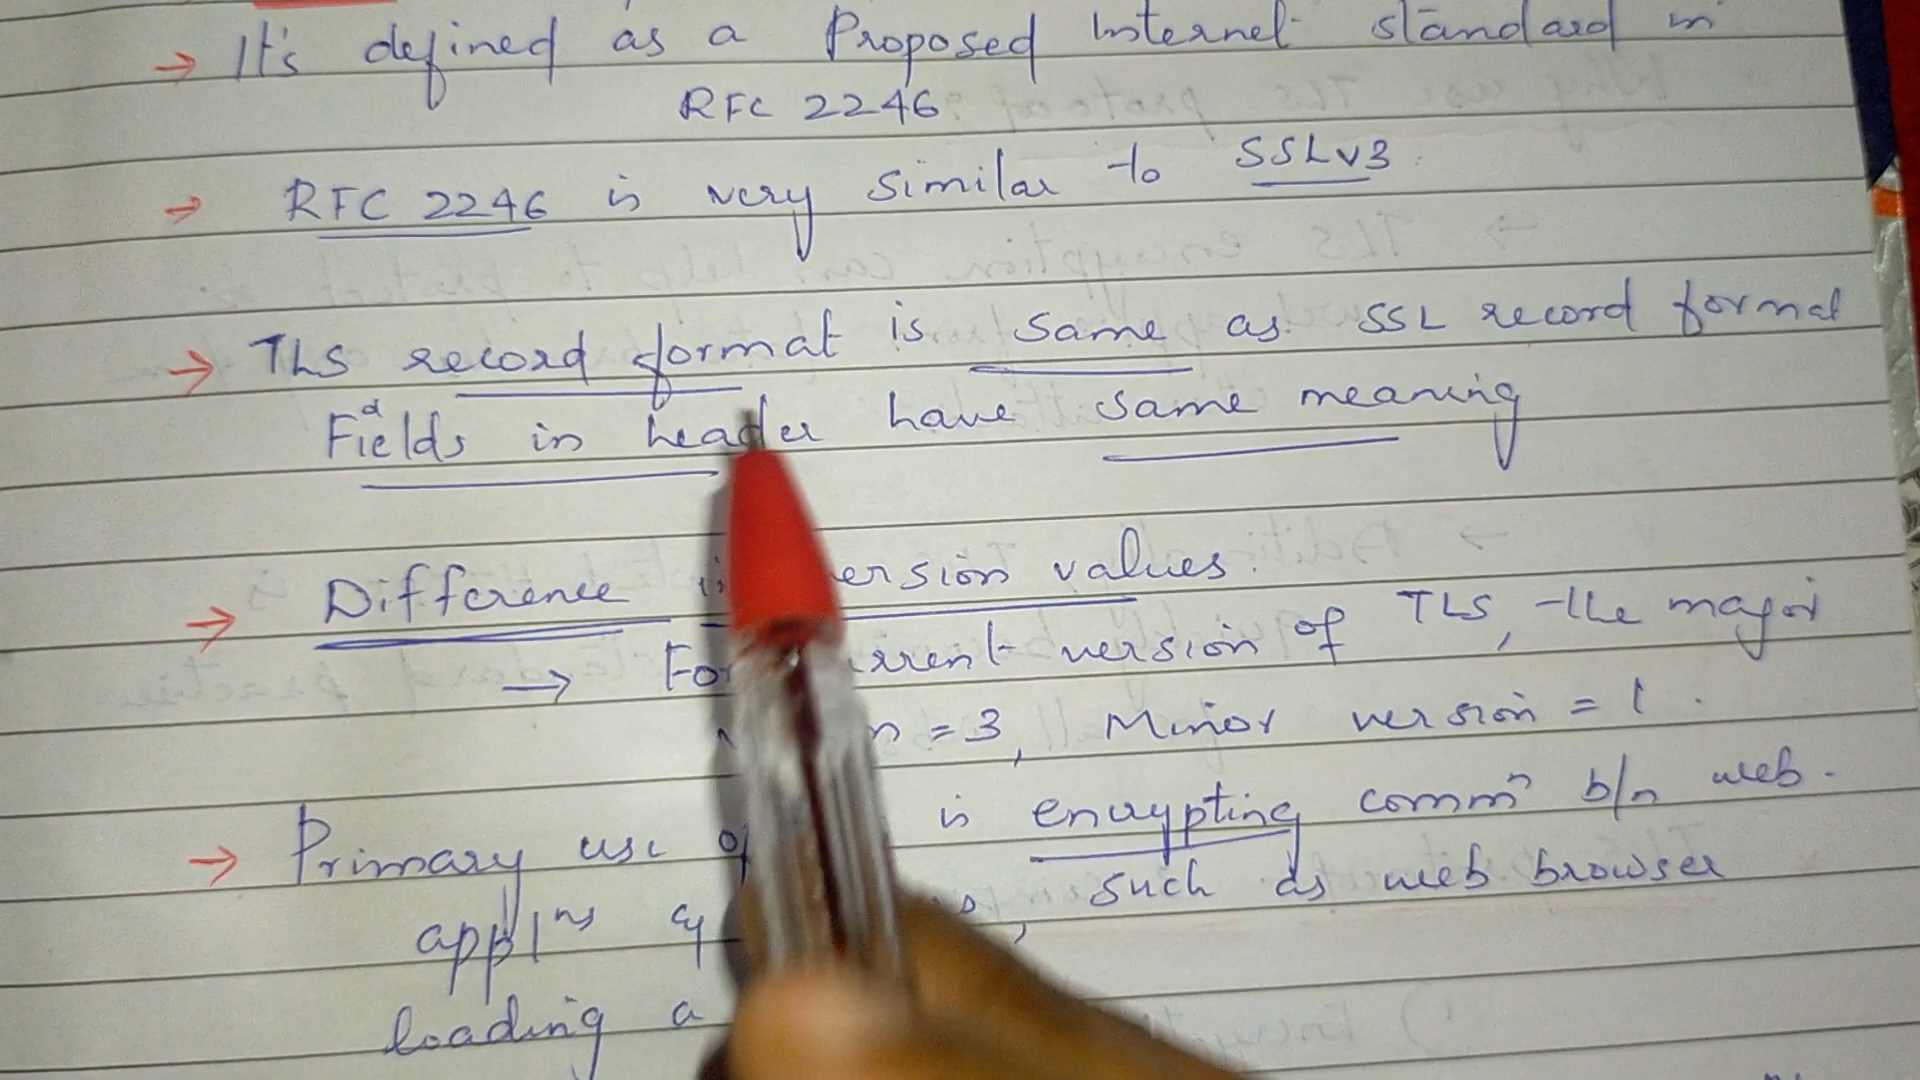 → It's defined as a Proposed Internet standard in
RFC 2246
→ RFC 2246 is very similar to SSLv3.
→ TLS record format is same as SSL record format
& Fields in header have same meaning
→ Difference version values.
→ For version of TLS, the major
= 3, Minor version = 1.
→ Primary use of is encrypting commn b/n web
applns such as web browser
loading a